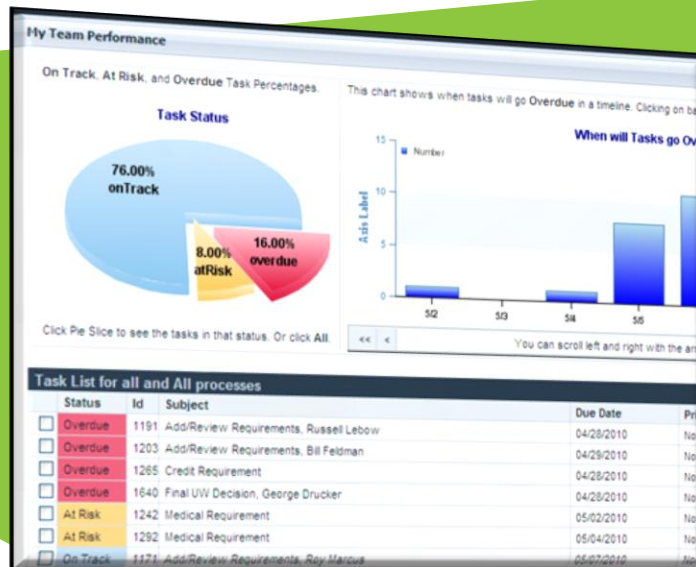 My Team Performance
On Track, At Risk, and Overdue Task Percentages.
Task Status
76.00%
onTrack
8.00%
atRisk
16.00%
overdue
Click Pie Slice to see the tasks in that status. Or click All.
This chart shows when tasks will go Overdue in a timeline. Clicking on
When will Tasks go
Number
Axis Label
15
10
5
0
5/2
5/3
5/4
5/5
<< <
You can scroll left and right with the
Task List for all and All processes
Status Id Subject Due Date
Overdue 1191 Add/Review Requirements, Russell Lebow 04/28/2010 No
Overdue 1203 Add/Review Requirements, Bill Feldman 04/29/2010 No
Overdue 1265 Credit Requirement 04/28/2010 No
Overdue 1640 Final UW Decision, George Drucker 04/28/2010 No
At Risk 1242 Medical Requirement 05/02/2010 No
At Risk 1292 Medical Requirement 05/04/2010 No
On Track 1171 Add/Review Requirements, Roy Marcus 05/07/2010 No